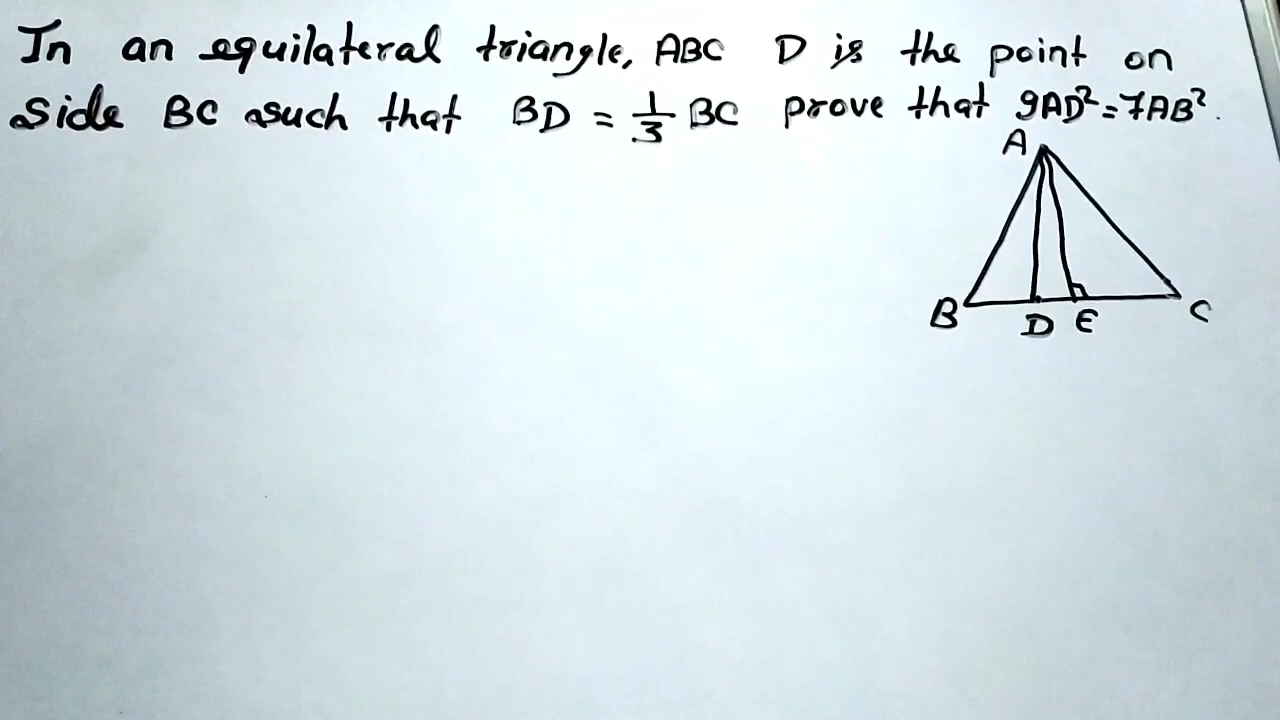 In an equilateral triangle, ABC D is the point on
side BC such that BD = 1/3 BC prove that 9AD² = 7AB².
A
B D E C